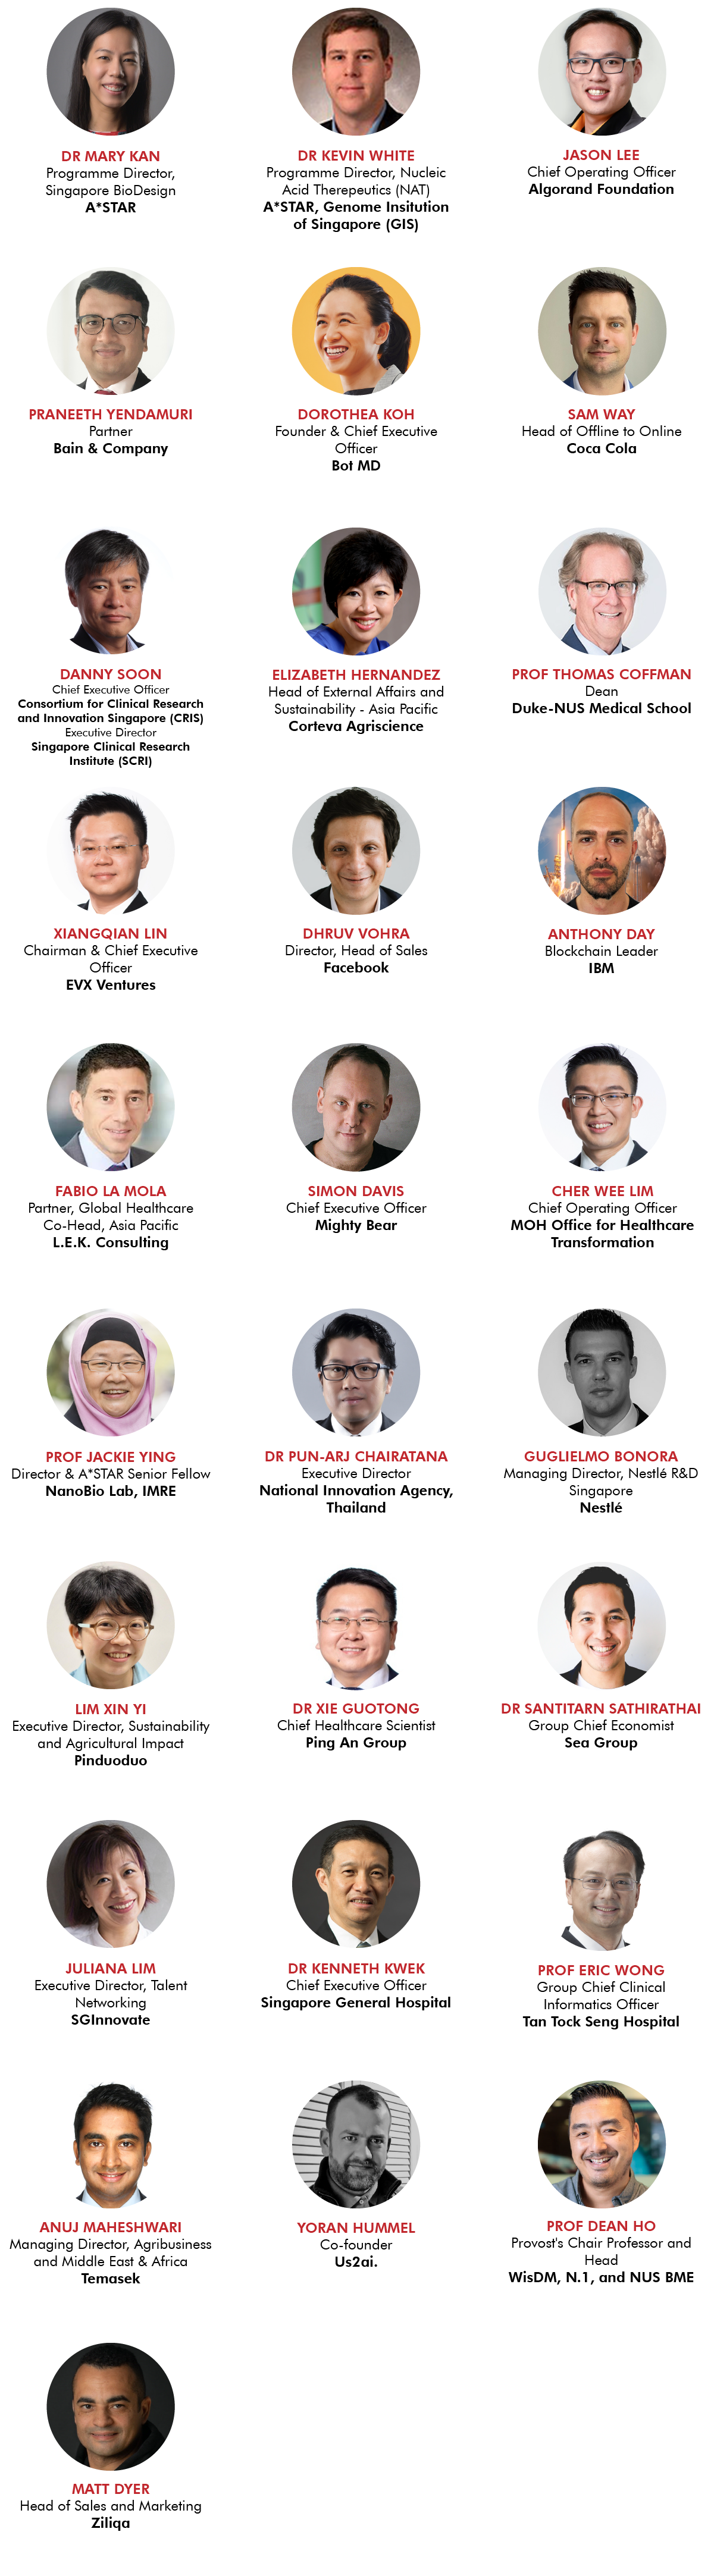 DR MARY KAN
Programme Director,
Singapore BioDesign
A*STAR
DR KEVIN WHITE
Programme Director, Nucleic
Acid Therepeutics (NAT)
A*STAR, Genome Insitution
of Singapore (GIS)
JASON LEE
Chief Operating Officer
Algorand Foundation
PRANEETH YENDAMURI
Partner
Bain & Company
DOROTHEA KOH
Founder & Chief Executive
Officer
Bot MD
SAM WAY
Head of Offline to Online
Coca Cola
DANNY SOON
Chief Executive Officer
Consortium for Clinical Research
and Innovation Singapore (CRIS)
Executive Director
Singapore Clinical Research
Institute (SCRI)
ELIZABETH HERNANDEZ
Head of External Affairs and
Sustainability - Asia Pacific
Corteva Agriscience
PROF THOMAS COFFMAN
Dean
Duke-NUS Medical School
XIANGQIAN LIN
Chairman & Chief Executive
Officer
EVX Ventures
DHRUV VOHRA
Director, Head of Sales
Facebook
ANTHONY DAY
Blockchain Leader
IBM
FABIO LA MOLA
Partner, Global Healthcare
Co-Head, Asia Pacific
L.E.K. Consulting
SIMON DAVIS
Chief Executive Officer
Mighty Bear
CHER WEE LIM
Chief Operating Officer
MOH Office for Healthcare
Transformation
PROF JACKIE YING
Director & A*STAR Senior Fellow
NanoBio Lab, IMRE
DR PUN-ARJ CHAIRATANA
Executive Director
National Innovation Agency,
Thailand
GUGLIELMO BONORA
Managing Director, Nestlé R&D
Singapore
Nestlé
LIM XIN YI
Executive Director, Sustainability
and Agricultural Impact
Pinduoduo
DR XIE GUOTONG
Chief Healthcare Scientist
Ping An Group
DR SANTITARN SATHIRATHAI
Group Chief Economist
Sea Group
JULIANA LIM
Executive Director, Talent
Networking
SGInnovate
DR KENNETH KWEK
Chief Executive Officer
Singapore General Hospital
PROF ERIC WONG
Group Chief Clinical
Informatics Officer
Tan Tock Seng Hospital
ANUJ MAHESHWARI
Managing Director, Agribusiness
and Middle East & Africa
Temasek
YORAN HUMMEL
Co-founder
Us2ai.
PROF DEAN HO
Provost's Chair Professor and
Head
WisDM, N.1, and NUS BME
MATT DYER
Head of Sales and Marketing
Ziliqa